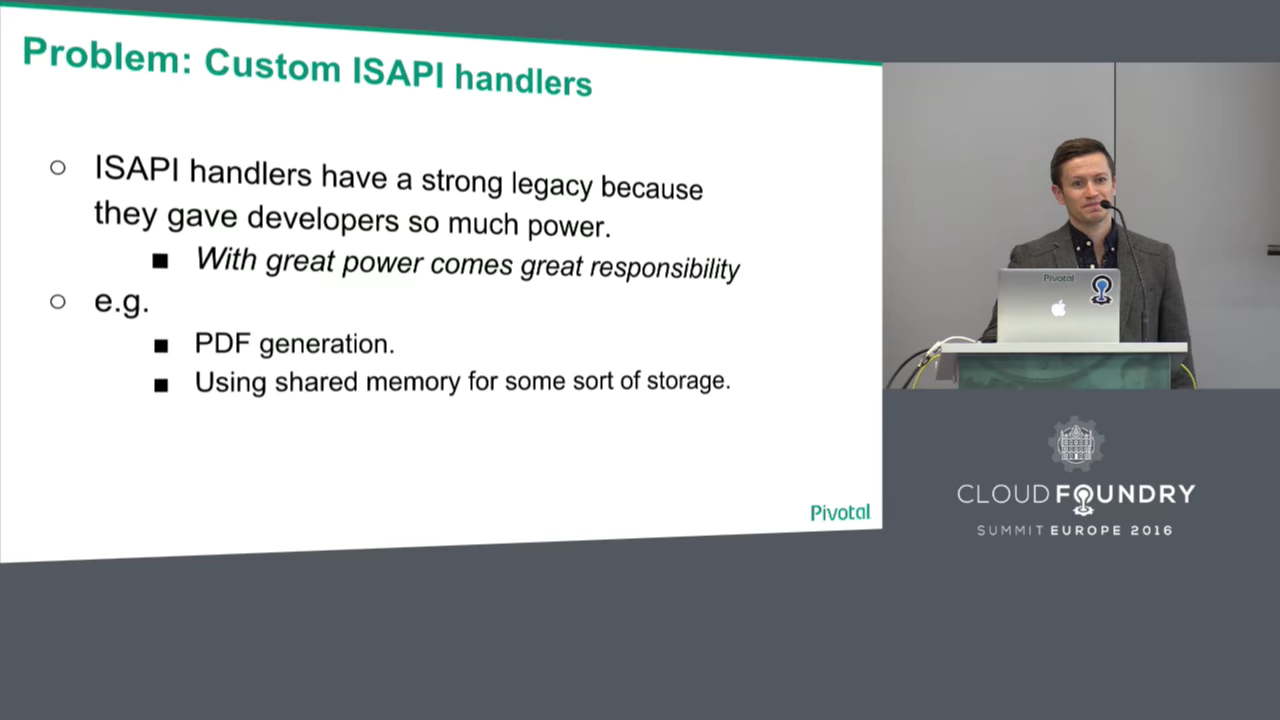 Problem: Custom ISAPI handlers
ISAPI handlers have a strong legacy because
they gave developers so much power.
With great power comes great responsibility
e.g.
PDF generation.
Using shared memory for some sort of storage.
Pivotal
Pivotal
CLOUD FOUNDRY
SUMMIT EUROPE 2016